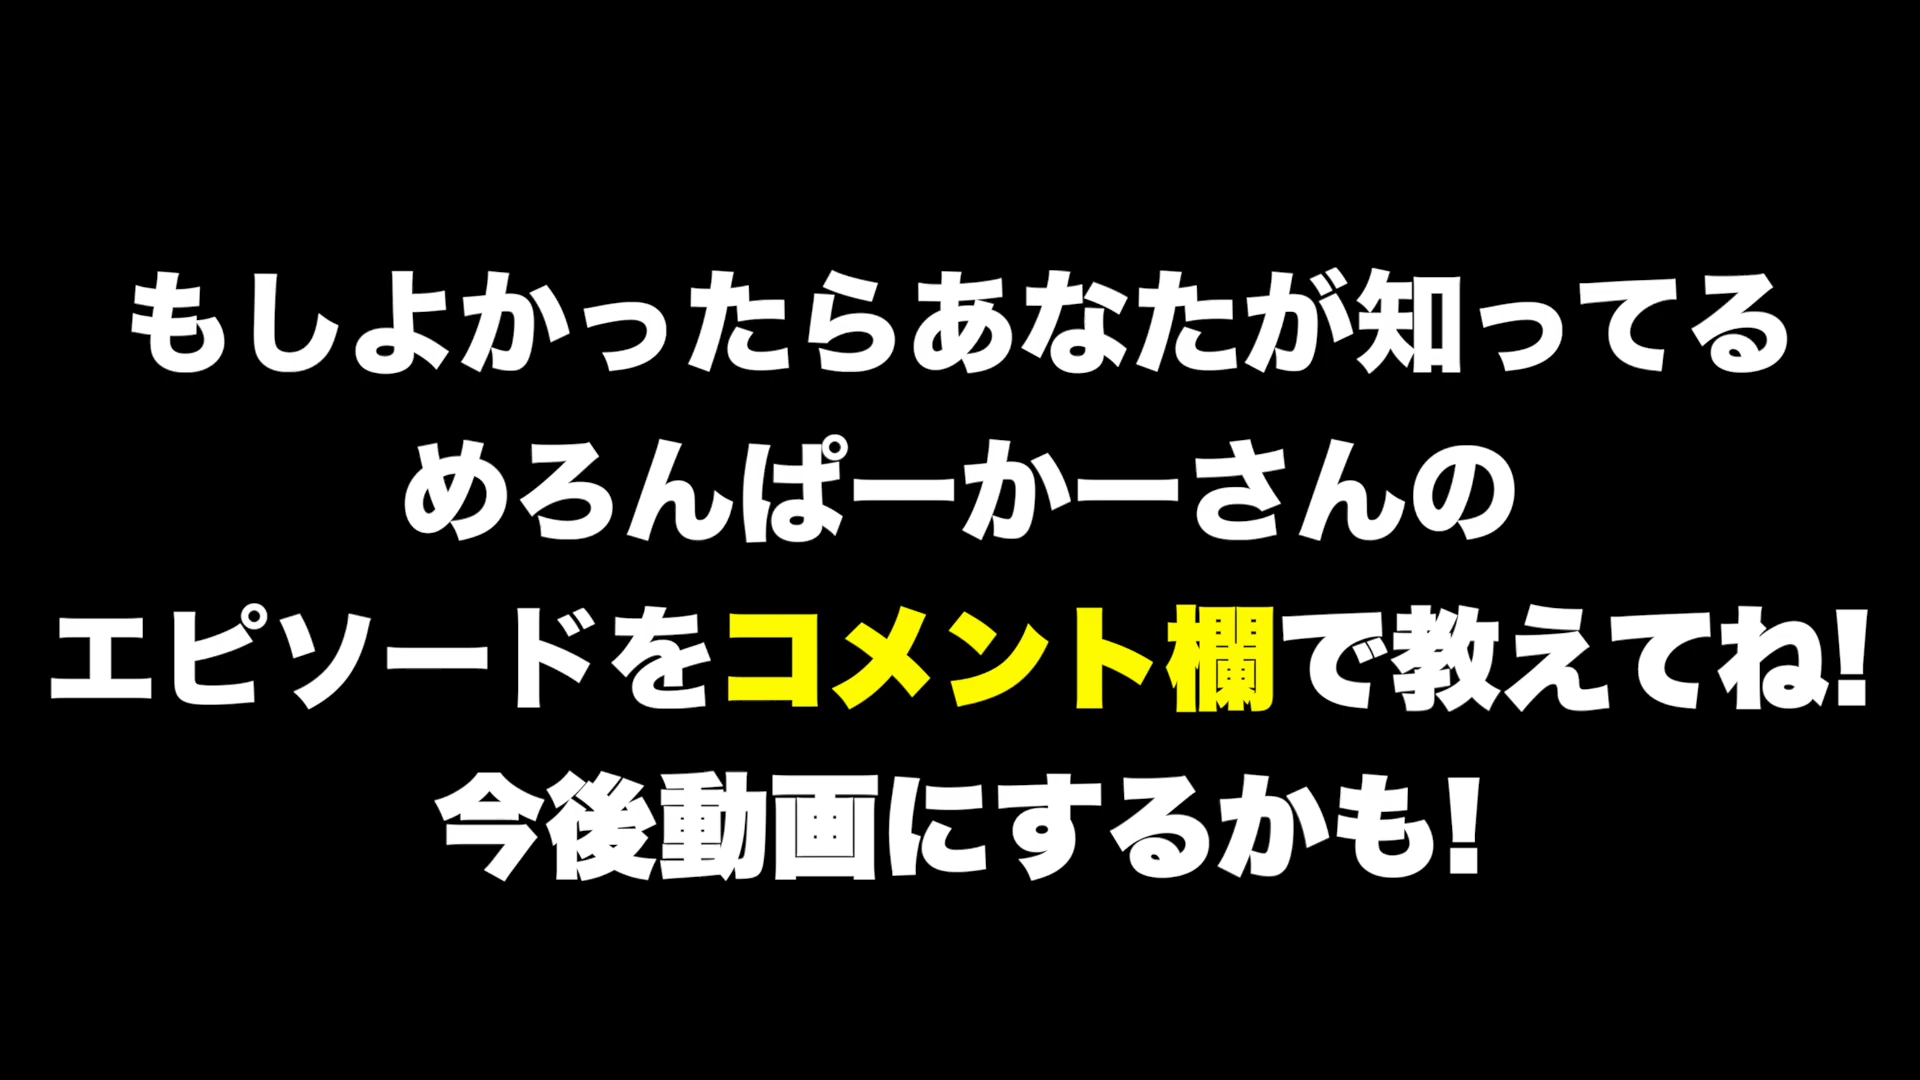 もしよかったらあなたが知ってる
めろんぱーかーさんの
エピソードをコメント欄で教えてね!
今後動画にするかも!